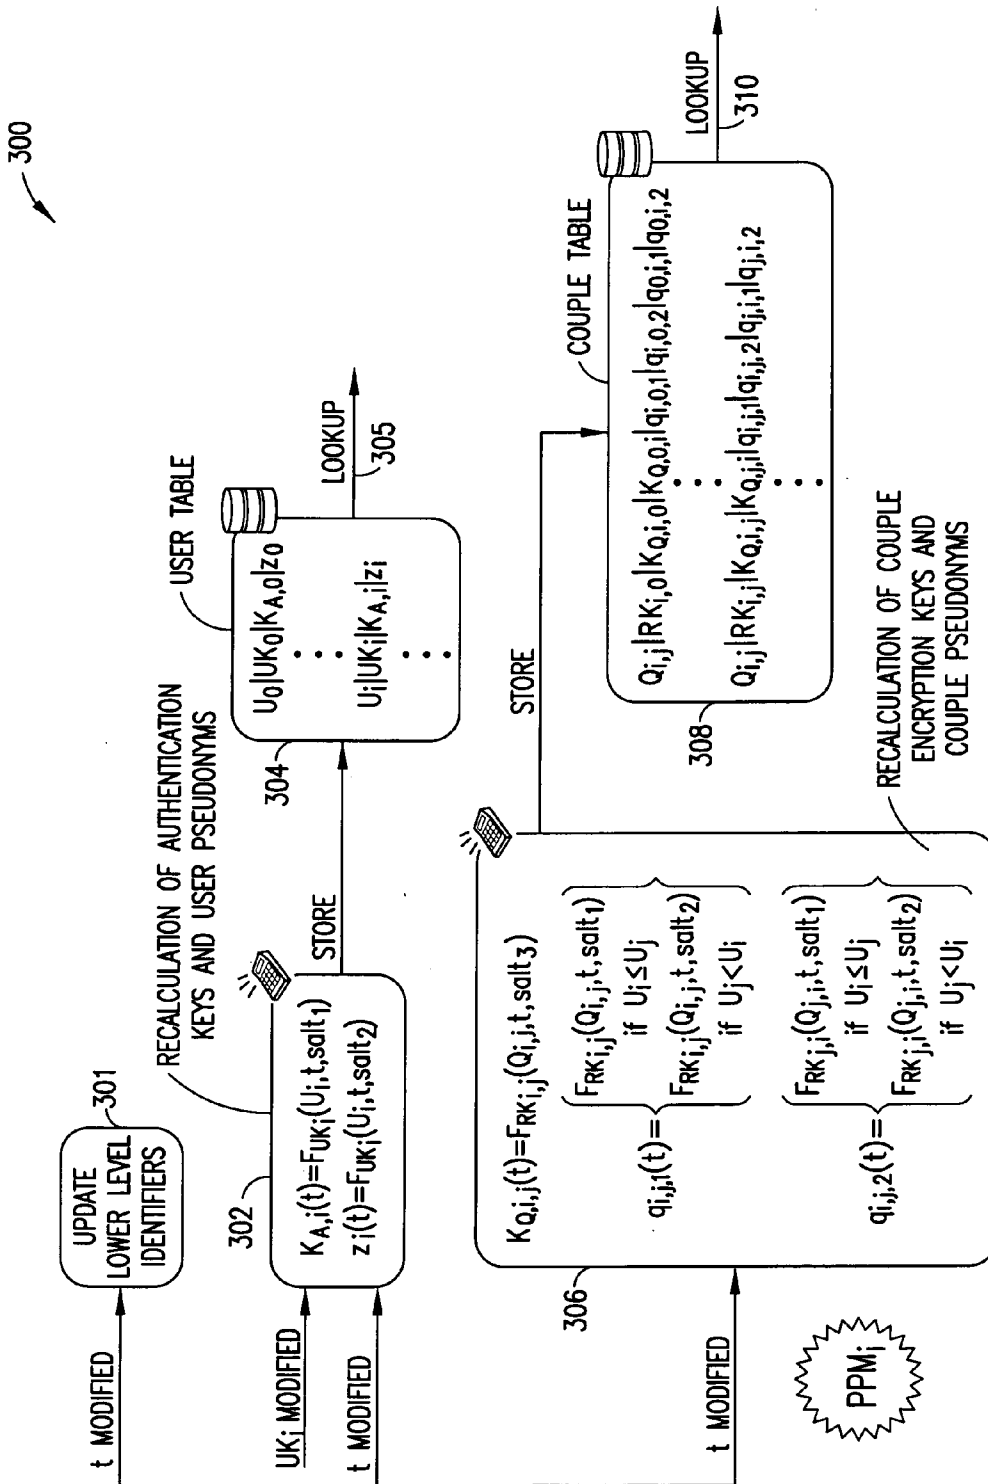 300
t MODIFIED
UPDATE
LOWER LEVEL
IDENTIFIERS
301
RECALCULATION OF AUTHENTICATION
KEYS AND USER PSEUDONYMS
UK_i MODIFIED
t MODIFIED
302
K_{A,i}(t)=F_{UK_i}(U_i,t,salt_1)
z_i(t)=F_{UK_i}(U_i,t,salt_2)
STORE
USER TABLE
304
U_0|UK_0|K_{A,0}|z_0
U_i|UK_i|K_{A,i}|z_i
LOOKUP
305
t MODIFIED
306
K_{Q,i,j}(t)=F_{RK_{i,j}}(Q_{i,j},t,salt_3)
q_{i,j,1}(t)=
F_{RK_{i,j}}(Q_{i,j},t,salt_1)
if U_i≤U_j
F_{RK_{i,j}}(Q_{i,j},t,salt_2)
if U_j<U_i
q_{i,j,2}(t)=
F_{RK_{j,i}}(Q_{j,i},t,salt_1)
if U_i≤U_j
F_{RK_{j,i}}(Q_{j,i},t,salt_2)
if U_j<U_i
RECALCULATION OF COUPLE
ENCRYPTION KEYS AND
COUPLE PSEUDONYMS
STORE
COUPLE TABLE
308
Q_{i,j}|RK_{i,0}|K_{Q,i,0}|K_{Q,0,i}|q_{i,0,1}|q_{i,0,2}|q_{0,i,1}|q_{0,i,2}
Q_{i,j}|RK_{i,j}|K_{Q,i,j}|K_{Q,j,i}|q_{i,j,1}|q_{i,j,2}|q_{j,i,1}|q_{j,i,2}
LOOKUP
310
PPM_i